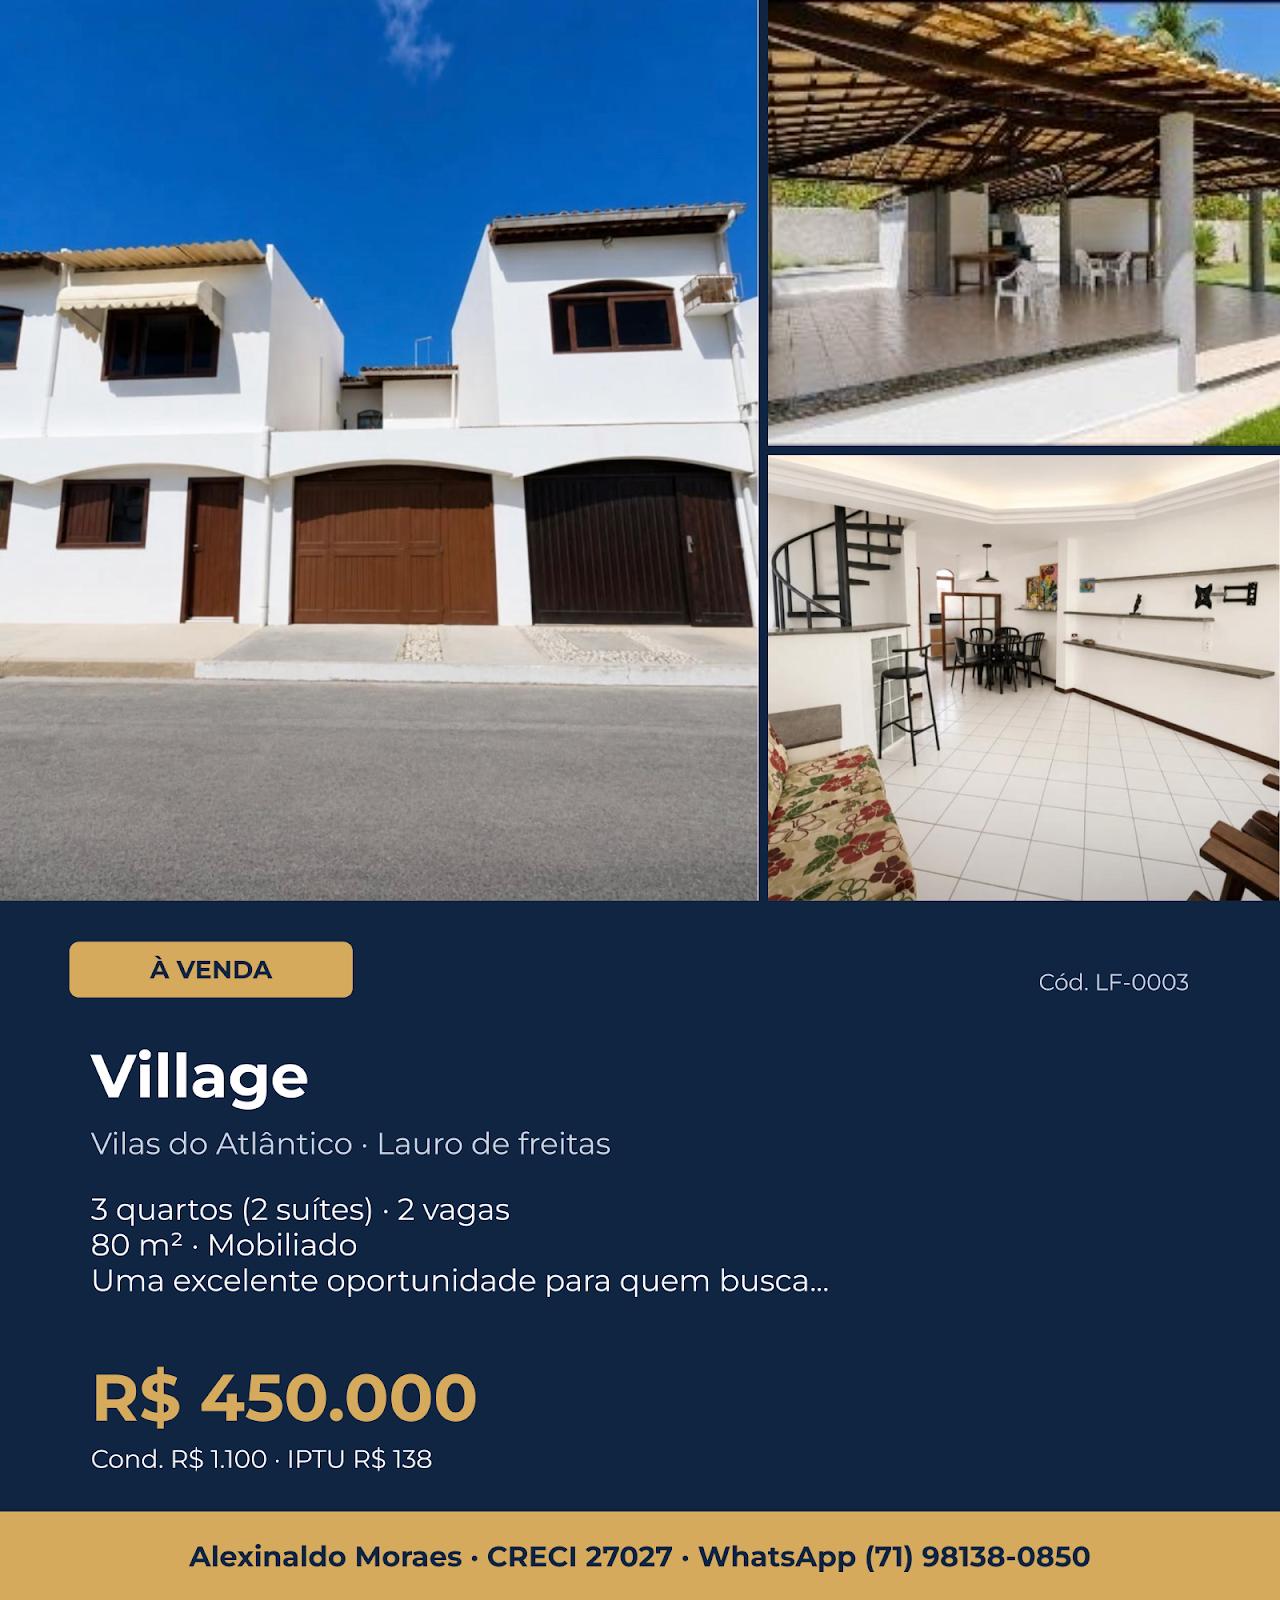 À VENDA
Cód. LF-0003
Village
Vilas do Atlântico · Lauro de freitas
3 quartos (2 suítes) · 2 vagas
80 m² · Mobiliado
Uma excelente oportunidade para quem busca...
R$ 450.000
Cond. R$ 1.100 · IPTU R$ 138
Alexinaldo Moraes · CRECI 27027 · WhatsApp (71) 98138-0850